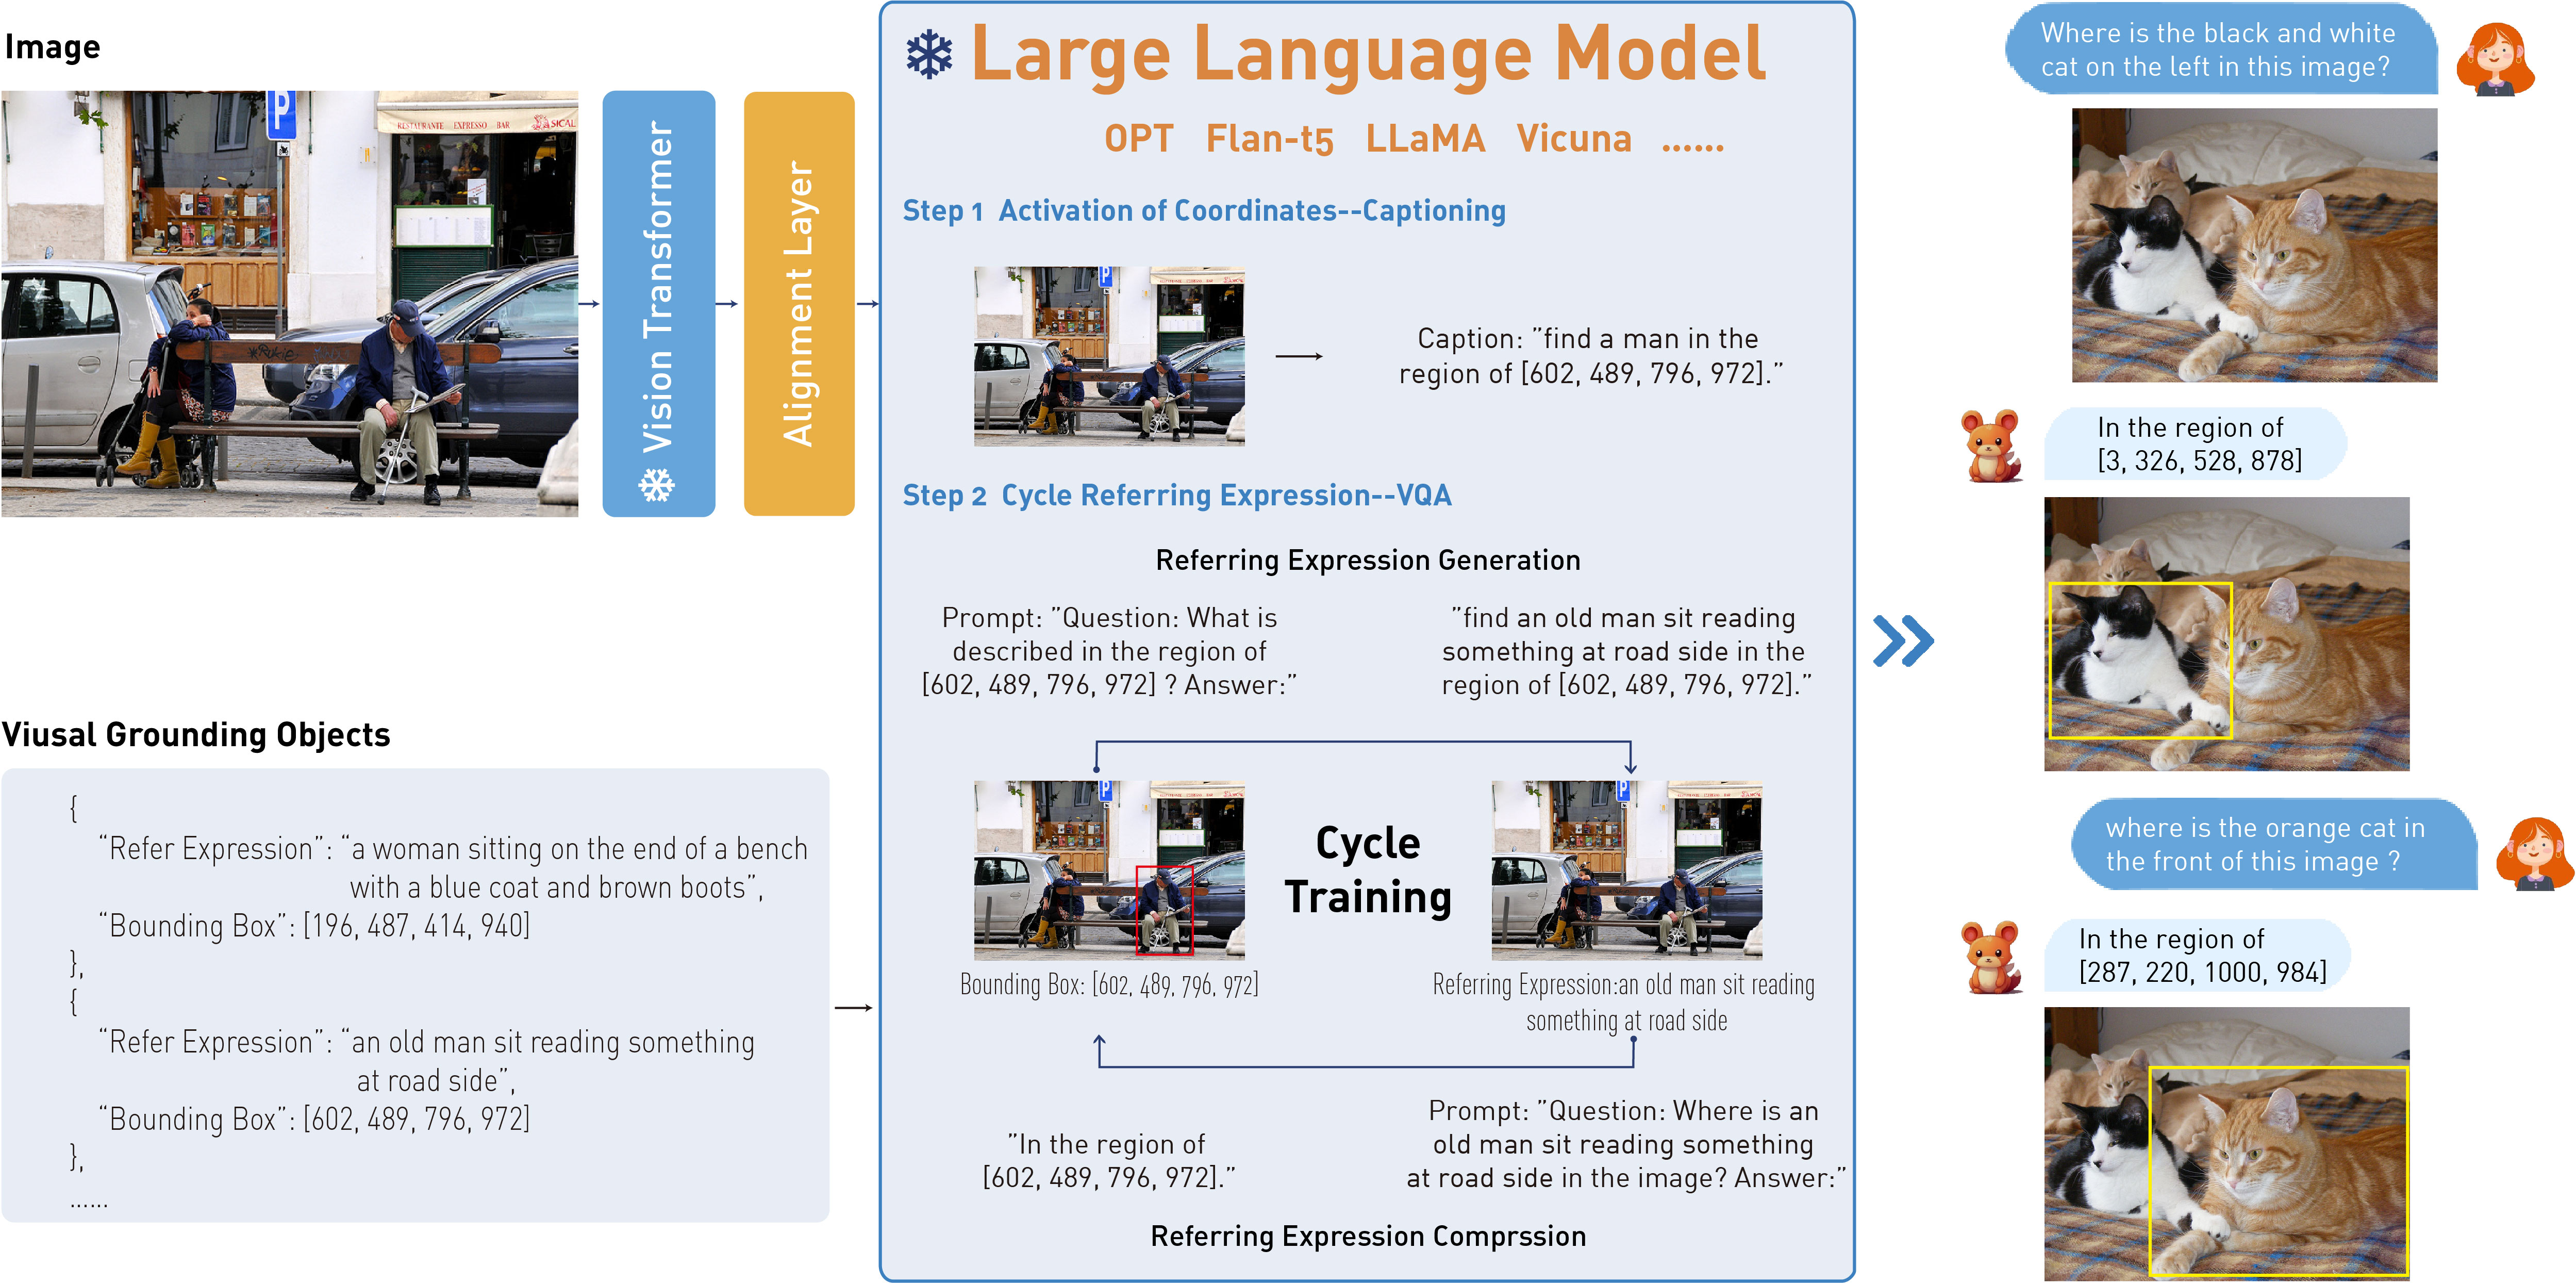 Image
P
RESTAURANTE EXPRESSO BAR SICAL
Vision Transformer
Alignment Layer
Viusal Grounding Objects
{
“Refer Expression”: “a woman sitting on the end of a bench
with a blue coat and brown boots”,
“Bounding Box”: [196, 487, 414, 940]
},
{
“Refer Expression”: “an old man sit reading something
at road side”,
“Bounding Box”: [602, 489, 796, 972]
},
......
Large Language Model
OPT Flan-t5 LLaMA Vicuna ......
Step 1 Activation of Coordinates--Captioning
P
Caption: ”find a man in the
region of [602, 489, 796, 972].”
Step 2 Cycle Referring Expression--VQA
Referring Expression Generation
Prompt: ”Question: What is
described in the region of
[602, 489, 796, 972] ? Answer:”
”find an old man sit reading
something at road side in the
region of [602, 489, 796, 972].”
P
P
Cycle
Training
Bounding Box: [602, 489, 796, 972]
Referring Expression:an old man sit reading
something at road side
”In the region of
[602, 489, 796, 972].”
Prompt: ”Question: Where is an
old man sit reading something
at road side in the image? Answer:”
Referring Expression Comprssion
Where is the black and white
cat on the left in this image?
In the region of
[3, 326, 528, 878]
where is the orange cat in
the front of this image ?
In the region of
[287, 220, 1000, 984]